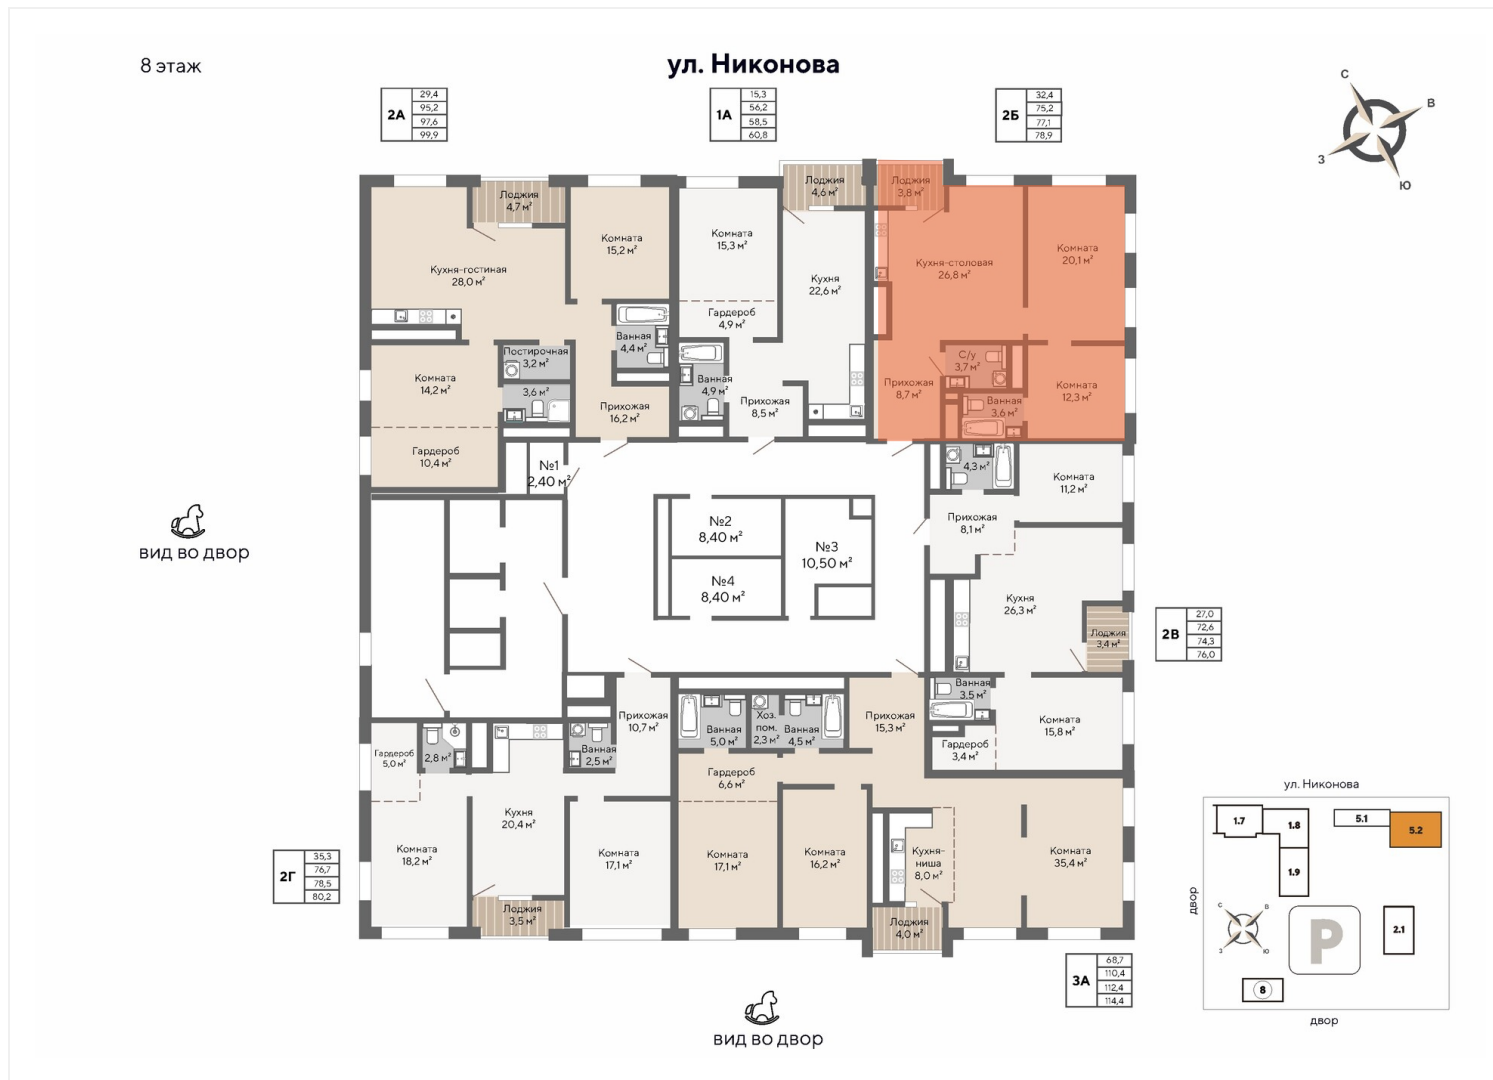 8 этаж
ул. Никонова
2А
29,4
95,2
97,6
99,9
1А
15,3
56,2
58,5
60,8
2Б
32,4
75,2
77,1
78,9
С
В
З
Ю
Лоджия
4,7 м²
Комната
15,2 м²
Кухня-гостиная
28,0 м²
Ванная
4,4 м²
Постирочная
3,2 м²
3,6 м²
Комната
14,2 м²
Прихожая
16,2 м²
Гардероб
10,4 м²
Комната
15,3 м²
Лоджия
4,6 м²
Кухня
22,6 м²
Гардероб
4,9 м²
Ванная
4,9 м²
Прихожая
8,5 м²
Лоджия
3,8 м²
Кухня-столовая
26,8 м²
Комната
20,1 м²
С/у
3,7 м²
Прихожая
8,7 м²
Ванная
3,6 м²
Комната
12,3 м²
№1
2,40 м²
№2
8,40 м²
№3
10,50 м²
№4
8,40 м²
4,3 м²
Комната
11,2 м²
Прихожая
8,1 м²
Кухня
26,3 м²
Лоджия
3,4 м²
Ванная
3,5 м²
Комната
15,8 м²
Гардероб
3,4 м²
2В
27,0
72,6
74,3
76,0
вид во двор
Прихожая
10,7 м²
Гардероб
5,0 м²
2,8 м²
Ванная
2,5 м²
Кухня
20,4 м²
Комната
18,2 м²
Комната
17,1 м²
Лоджия
3,5 м²
2Г
35,3
76,7
78,5
80,2
Ванная
5,0 м²
Хоз.
пом.
2,3 м²
Ванная
4,5 м²
Прихожая
15,3 м²
Гардероб
6,6 м²
Комната
17,1 м²
Комната
16,2 м²
Кухня-
ниша
8,0 м²
Комната
35,4 м²
Лоджия
4,0 м²
3А
68,7
110,4
112,4
114,4
вид во двор
ул. Никонова
1.7
1.8
5.1
5.2
1.9
двор
С
В
З
Ю
P
2.1
8
двор